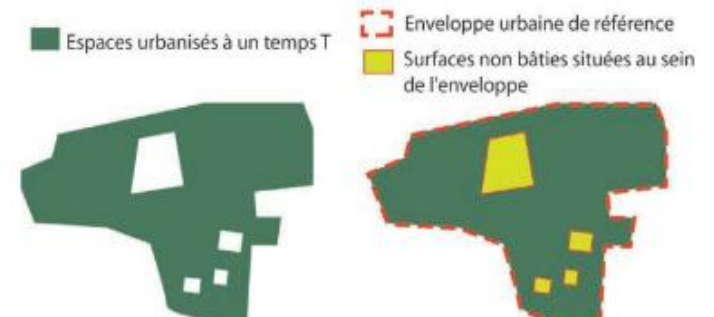 Espaces urbanisés à un temps T
Enveloppe urbaine de référence
Surfaces non bâties situées au sein
de l'enveloppe